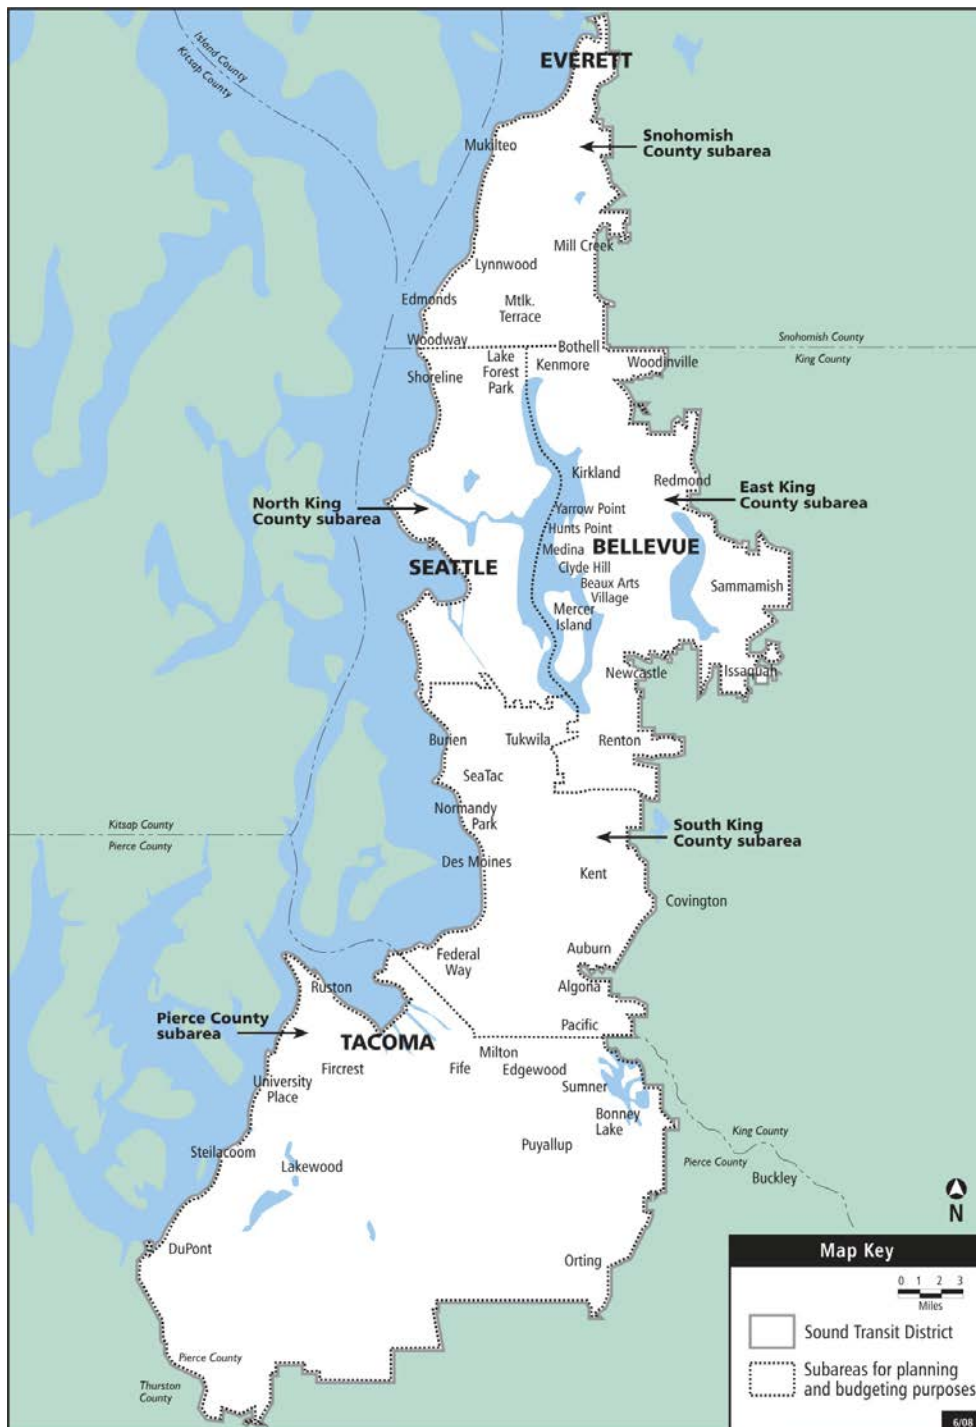 Island County
Kitsap County
EVERETT
Snohomish
County subarea
Mukilteo
Mill Creek
Lynnwood
Edmonds
Mtlk.
Terrace
Woodway
Bothell
Snohomish County
King County
Shoreline
Lake
Forest
Park
Kenmore
Woodinville
Kirkland
Redmond
North King
County subarea
East King
County subarea
Yarrow Point
Hunts Point
Medina
BELLEVUE
SEATTLE
Clyde Hill
Beaux Arts
Village
Sammamish
Mercer
Island
Newcastle
Issaquah
Burien
Tukwila
Renton
SeaTac
Normandy
Park
Kitsap County
Pierce County
South King
County subarea
Des Moines
Kent
Covington
Federal
Way
Auburn
Ruston
Algona
Pacific
Pierce County
subarea
TACOMA
Milton
Fircrest
Fife
Edgewood
University
Place
Sumner
Bonney
Lake
King County
Pierce County
Puyallup
Steilacoom
Lakewood
Buckley
N
DuPont
Orting
Pierce County
Thurston
County
Map Key
0 1 2 3
Miles
Sound Transit District
Subareas for planning
and budgeting purposes
6/08